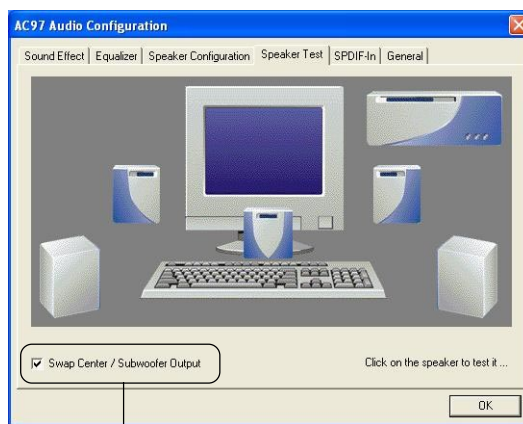 AC97 Audio Configuration
Sound Effect Equalizer Speaker Configuration Speaker Test SPDIF-In General
Swap Center / Subwoofer Output
Click on the speaker to test it ...
OK